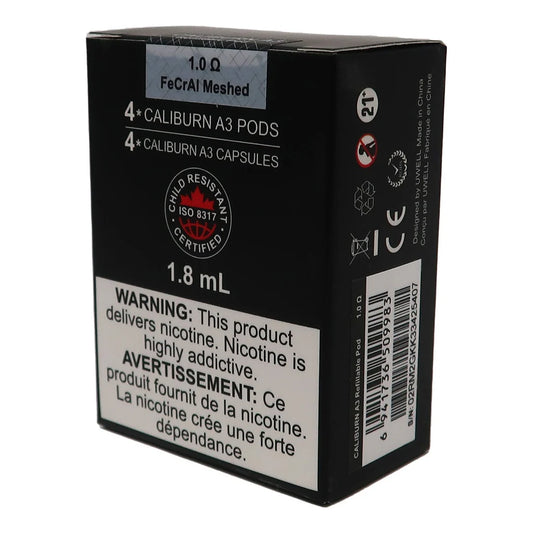 1.0 Ω
FeCrAl Meshed
4* CALIBURN A3 PODS
4* CALIBURN A3 CAPSULES
CHILD RESISTANT
ISO 8317
CERTIFIED
1.8 mL
WARNING: This product
delivers nicotine. Nicotine is
highly addictive.
AVERTISSEMENT: Ce
produit fournit de la nicotine.
La nicotine crée une forte
dépendance.
21+
CE
Designed by UWELL Made in China
Conçu par UWELL Fabriqué en Chine
CALIBURN A3 Refillable Pod 1.0 Ω
6 941736 509983
S/N: 02RM2GKK33425407